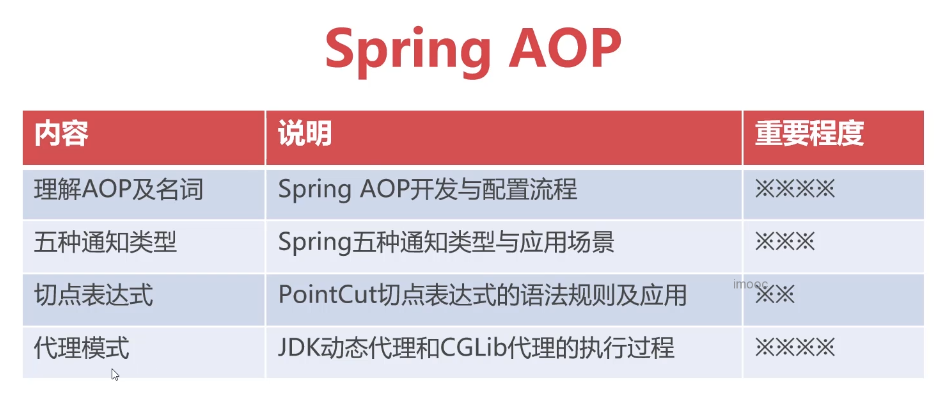 Spring AOP
内容 说明 重要程度
理解AOP及名词 Spring AOP开发与配置流程 ※※※※
五种通知类型 Spring五种通知类型与应用场景 ※※※
切点表达式 PointCut切点表达式的语法规则及应用 ※※
imooc
代理模式 JDK动态代理和CGLib代理的执行过程 ※※※※